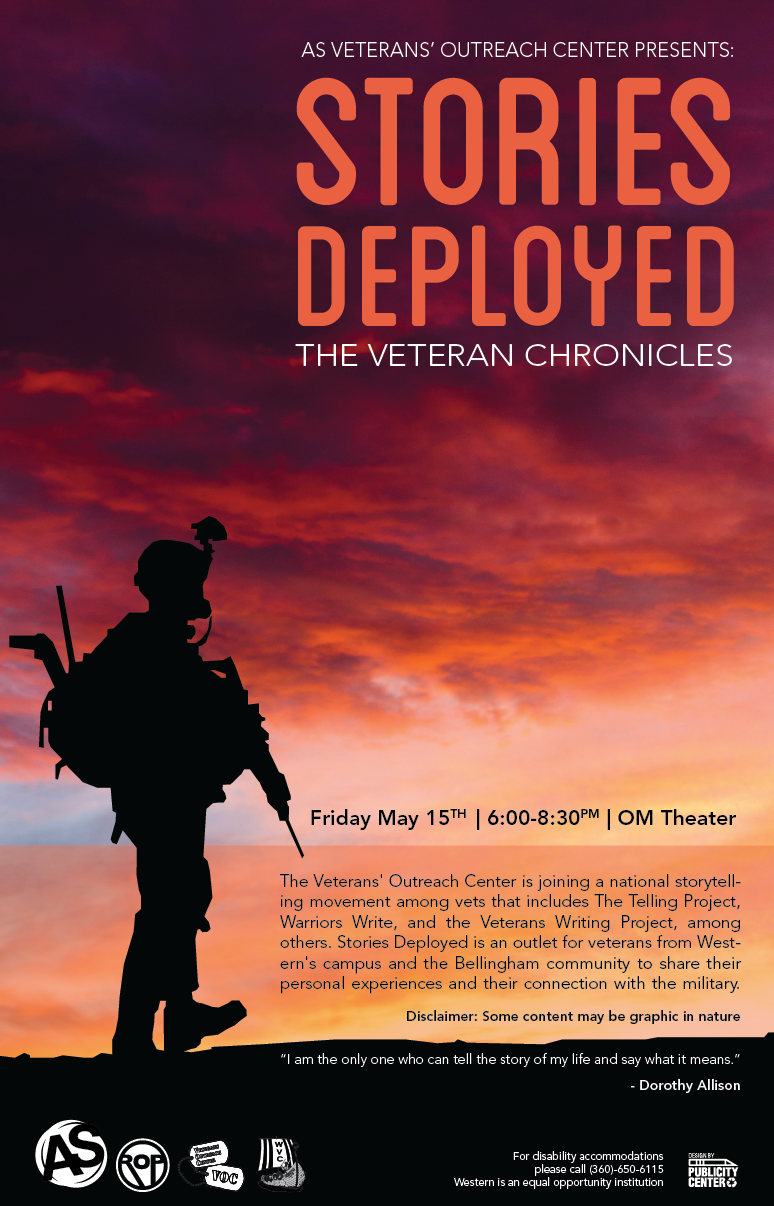 AS VETERANS’ OUTREACH CENTER PRESENTS:
STORIES
DEPLOYED
THE VETERAN CHRONICLES
Friday May 15TH | 6:00-8:30PM | OM Theater
The Veterans' Outreach Center is joining a national storytell-
ing movement among vets that includes The Telling Project,
Warriors Write, and the Veterans Writing Project, among
others. Stories Deployed is an outlet for veterans from West-
ern's campus and the Bellingham community to share their
personal experiences and their connection with the military.
Disclaimer: Some content may be graphic in nature
“I am the only one who can tell the story of my life and say what it means.”
- Dorothy Allison
AS
ROP
Veterans
Outreach
Center
VOC
WVC
For disability accommodations
please call (360)-650-6115
Western is an equal opportunity institution
DESIGN BY
PUBLICITY
CENTER